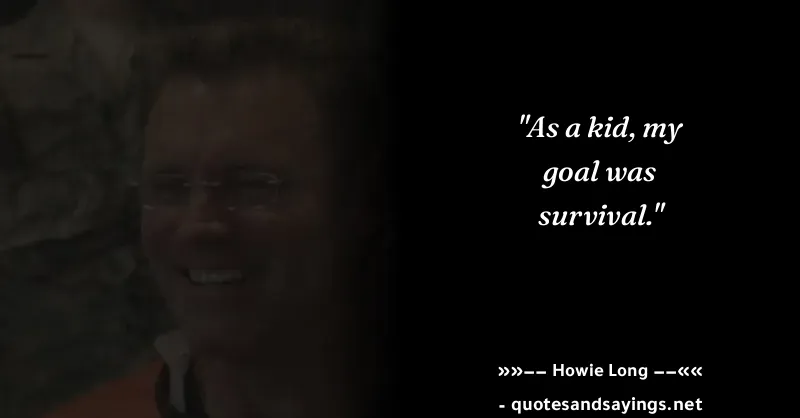 "As a kid, my
goal was
survival."
»»–– Howie Long ––««
- quotesandsayings.net